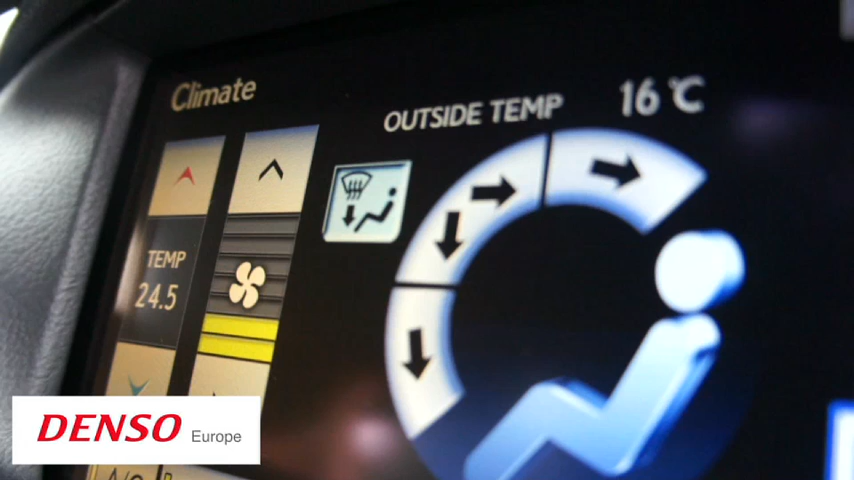 Climate
OUTSIDE TEMP 16 °C
TEMP
24.5
DENSO Europe